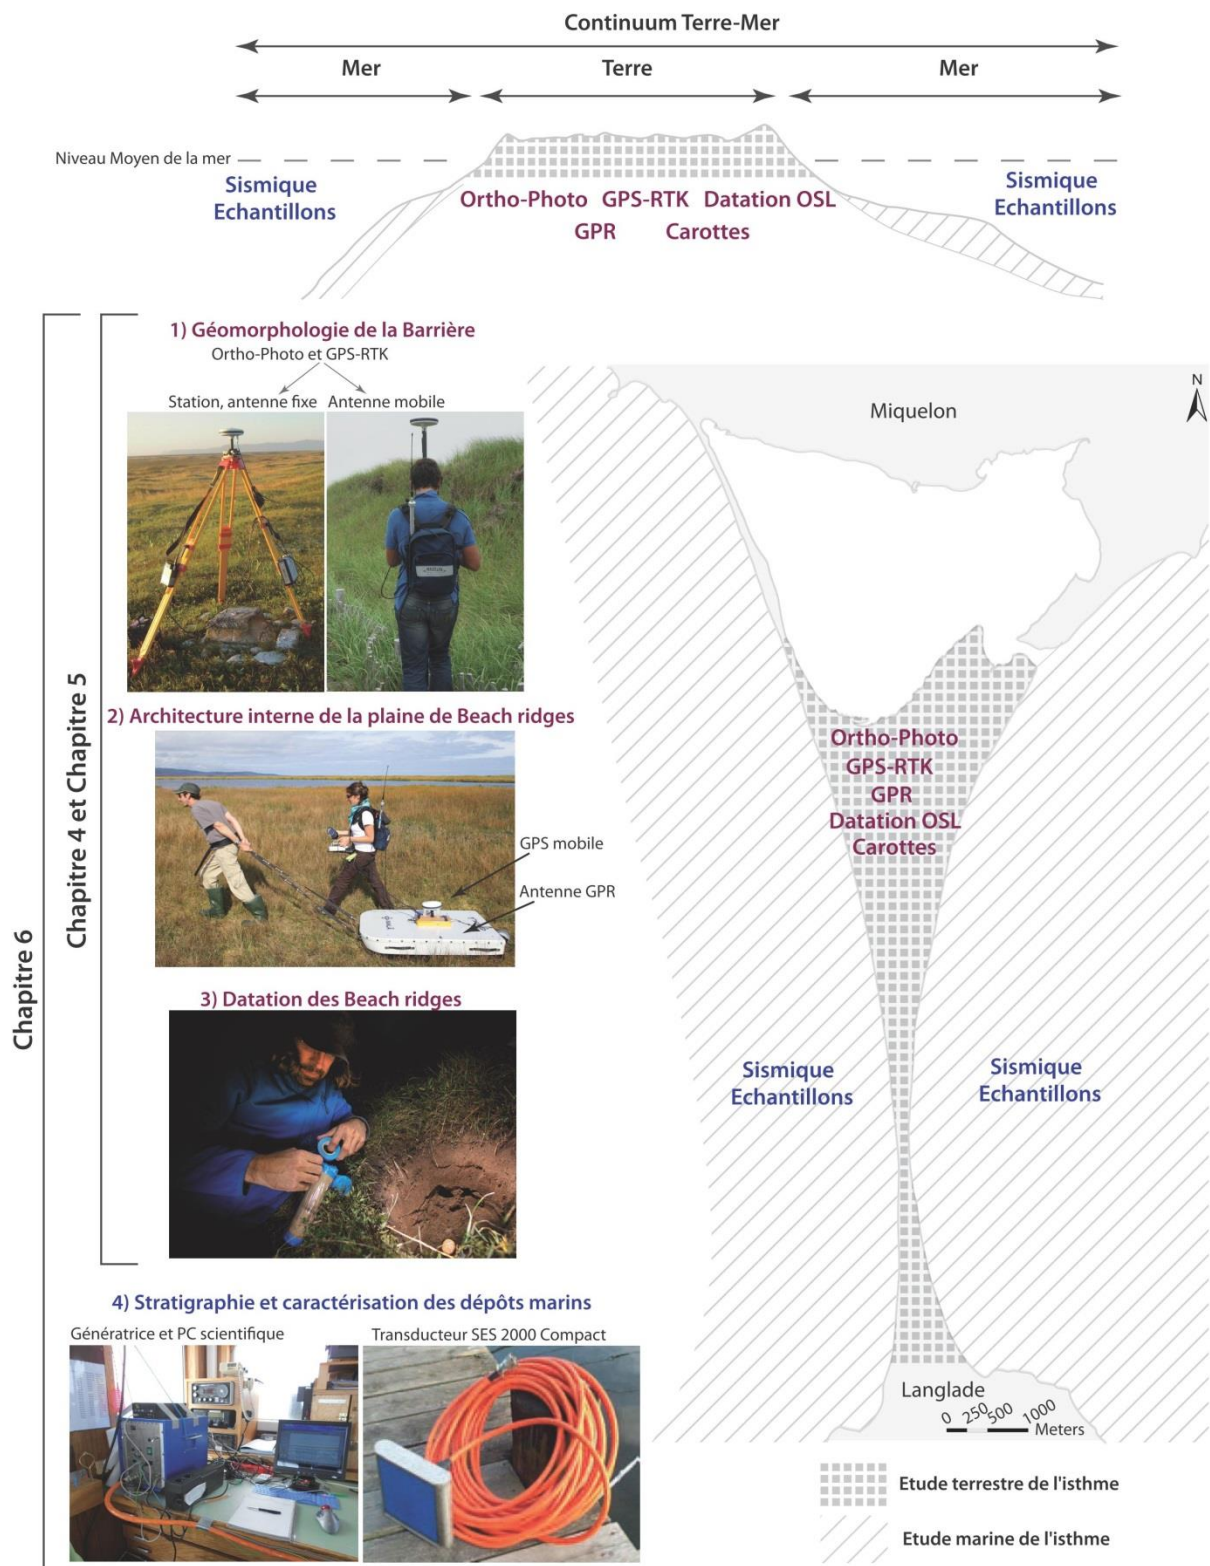 Continuum Terre-Mer
Mer
Terre
Mer
Niveau Moyen de la mer
Sismique
Echantillons
Ortho-Photo GPS-RTK Datation OSL
GPR Carottes
Sismique
Echantillons
Chapitre 6
Chapitre 4 et Chapitre 5
1) Géomorphologie de la Barrière
Ortho-Photo et GPS-RTK
Station, antenne fixe
Antenne mobile
2) Architecture interne de la plaine de Beach ridges
GPS mobile
Antenne GPR
3) Datation des Beach ridges
4) Stratigraphie et caractérisation des dépôts marins
Génératrice et PC scientifique
Transducteur SES 2000 Compact
N
Miquelon
Ortho-Photo
GPS-RTK
GPR
Datation OSL
Carottes
Sismique
Echantillons
Sismique
Echantillons
Langlade
0 250 500 1000
Meters
Etude terrestre de l'isthme
Etude marine de l'isthme